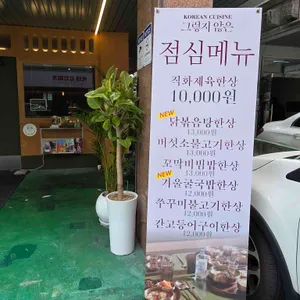 KOREAN CUISINE
그렇지 않은
점심메뉴
직화제육한상
10,000원
NEW
닭볶음탕한상
13,000원
버섯소불고기한상
13,000원
꼬막비빔밥한상
13,000원
NEW
겨울굴국밥한상
12,000원
쭈꾸미불고기한상
12,000원
간고등어구이한상
12,000원